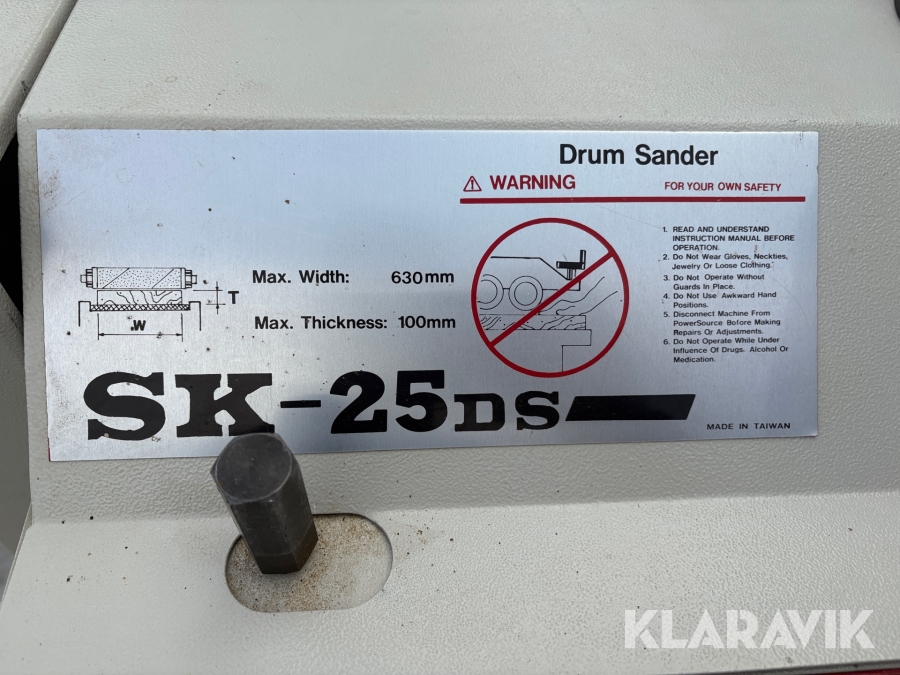 Drum Sander
⚠ WARNING FOR YOUR OWN SAFETY
1. READ AND UNDERSTAND
INSTRUCTION MANUAL BEFORE
OPERATION.
2. Do Not Wear Gloves, Neckties,
Jewelry Or Loose Clothing.
3. Do Not Operate Without
Guards In Place.
4. Do Not Use Awkward Hand
Positions.
5. Disconnect Machine From
PowerSource Before Making
Repairs Or Adjustments.
6. Do Not Operate While Under
Influence Of Drugs. Alcohol Or
Medication.
T
W.
Max. Width: 630mm
Max. Thickness: 100mm
SK-25DS
MADE IN TAIWAN
KLARAVIK